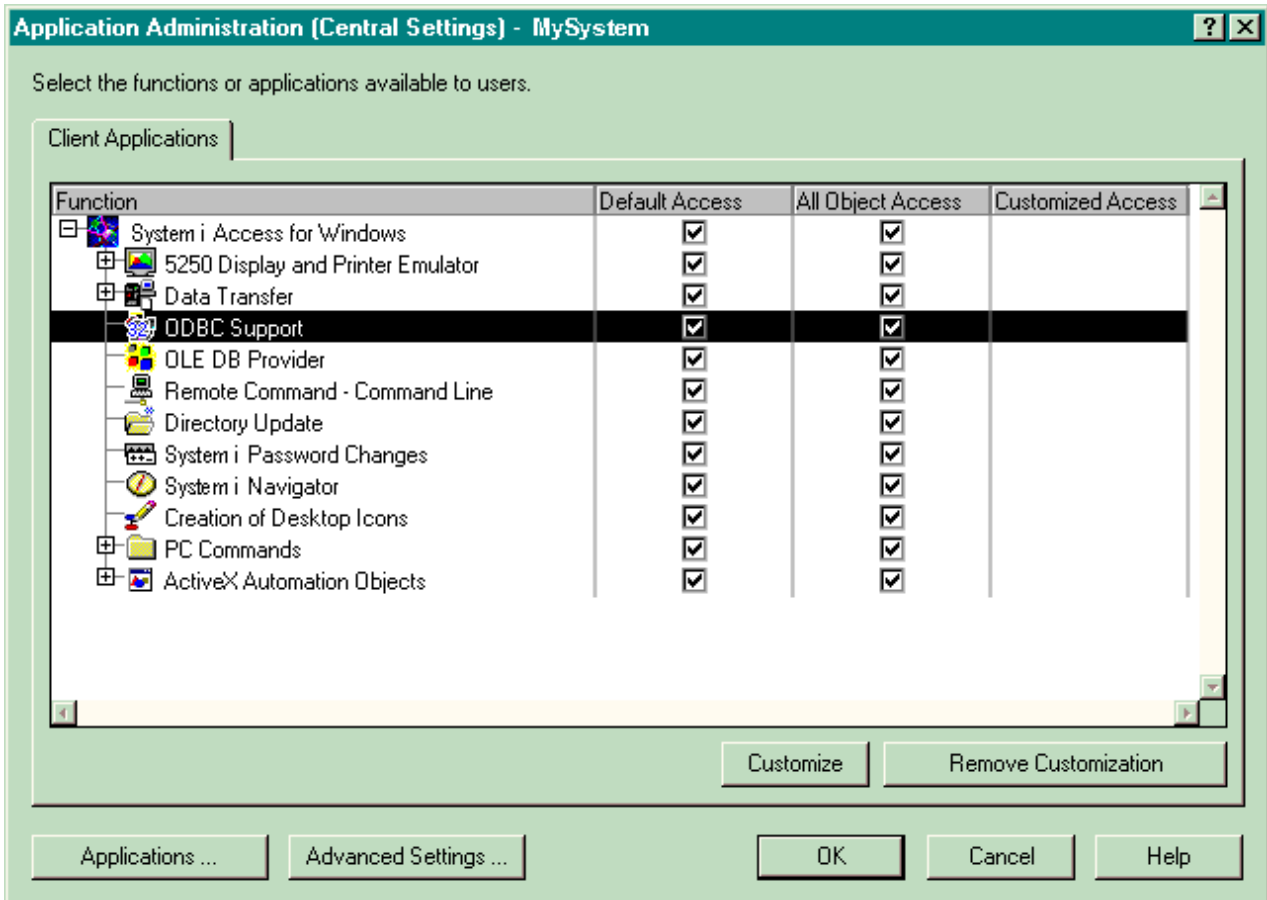 Application Administration (Central Settings) - MySystem
Select the functions or applications available to users.
Client Applications
Function Default Access All Object Access Customized Access
System i Access for Windows
5250 Display and Printer Emulator
Data Transfer
32 ODBC Support
OLE DB Provider
Remote Command - Command Line
Directory Update
System i Password Changes
System i Navigator
Creation of Desktop Icons
PC Commands
ActiveX Automation Objects
Customize Remove Customization
Applications ... Advanced Settings ... OK Cancel Help